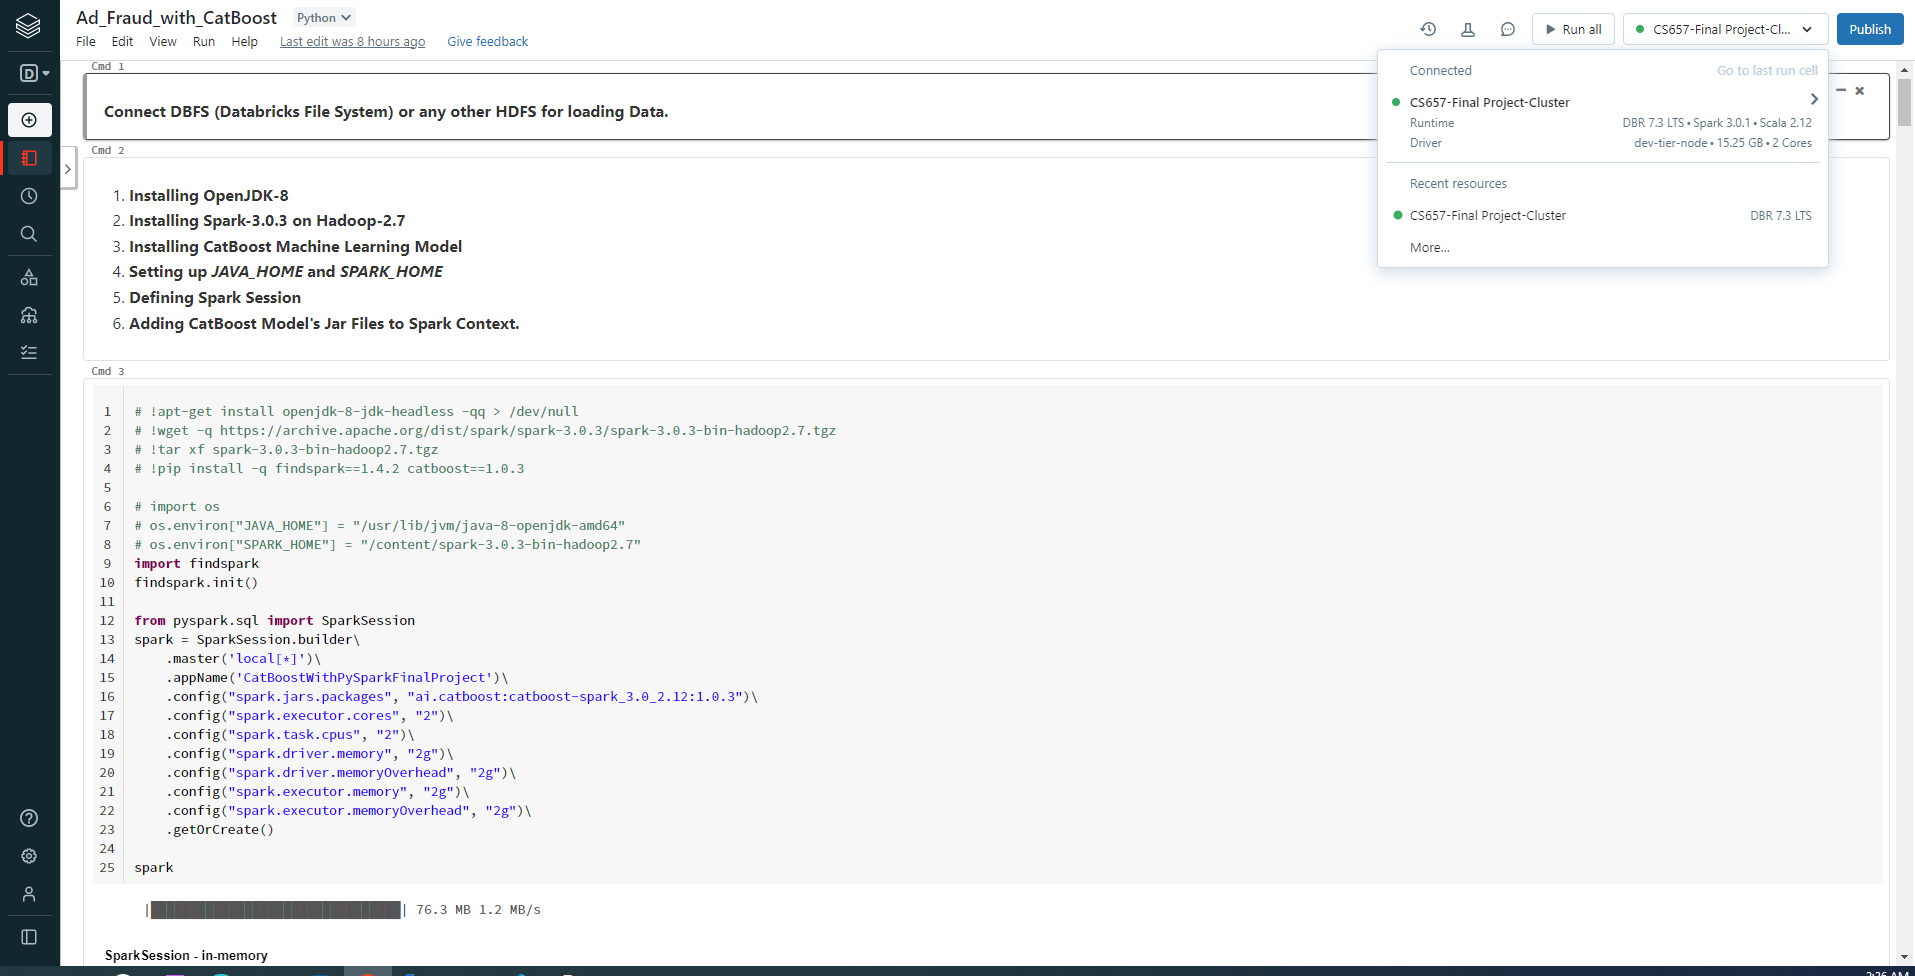 Ad_Fraud_with_CatBoost Python
File Edit View Run Help Last edit was 8 hours ago Give feedback
Run all
CS657-Final Project-Cl...
Publish
Connected Go to last run cell
CS657-Final Project-Cluster
Runtime DBR 7.3 LTS • Spark 3.0.1 • Scala 2.12
Driver dev-tier-node • 15.25 GB • 2 Cores
Recent resources
CS657-Final Project-Cluster DBR 7.3 LTS
More...
D
Cmd 1
Connect DBFS (Databricks File System) or any other HDFS for loading Data.
Cmd 2
1. Installing OpenJDK-8
2. Installing Spark-3.0.3 on Hadoop-2.7
3. Installing CatBoost Machine Learning Model
4. Setting up JAVA_HOME and SPARK_HOME
5. Defining Spark Session
6. Adding CatBoost Model's Jar Files to Spark Context.
Cmd 3
1 # !apt-get install openjdk-8-jdk-headless -qq > /dev/null
2 # !wget -q https://archive.apache.org/dist/spark/spark-3.0.3/spark-3.0.3-bin-hadoop2.7.tgz
3 # !tar xf spark-3.0.3-bin-hadoop2.7.tgz
4 # !pip install -q findspark==1.4.2 catboost==1.0.3
5
6 # import os
7 # os.environ["JAVA_HOME"] = "/usr/lib/jvm/java-8-openjdk-amd64"
8 # os.environ["SPARK_HOME"] = "/content/spark-3.0.3-bin-hadoop2.7"
9 import findspark
10 findspark.init()
11
12 from pyspark.sql import SparkSession
13 spark = SparkSession.builder\
14 .master('local[*]')\
15 .appName('CatBoostWithPySparkFinalProject')\
16 .config("spark.jars.packages", "ai.catboost:catboost-spark_3.0_2.12:1.0.3")\
17 .config("spark.executor.cores", "2")\
18 .config("spark.task.cpus", "2")\
19 .config("spark.driver.memory", "2g")\
20 .config("spark.driver.memoryOverhead", "2g")\
21 .config("spark.executor.memory", "2g")\
22 .config("spark.executor.memoryOverhead", "2g")\
23 .getOrCreate()
24
25 spark
76.3 MB 1.2 MB/s
SparkSession - in-memory